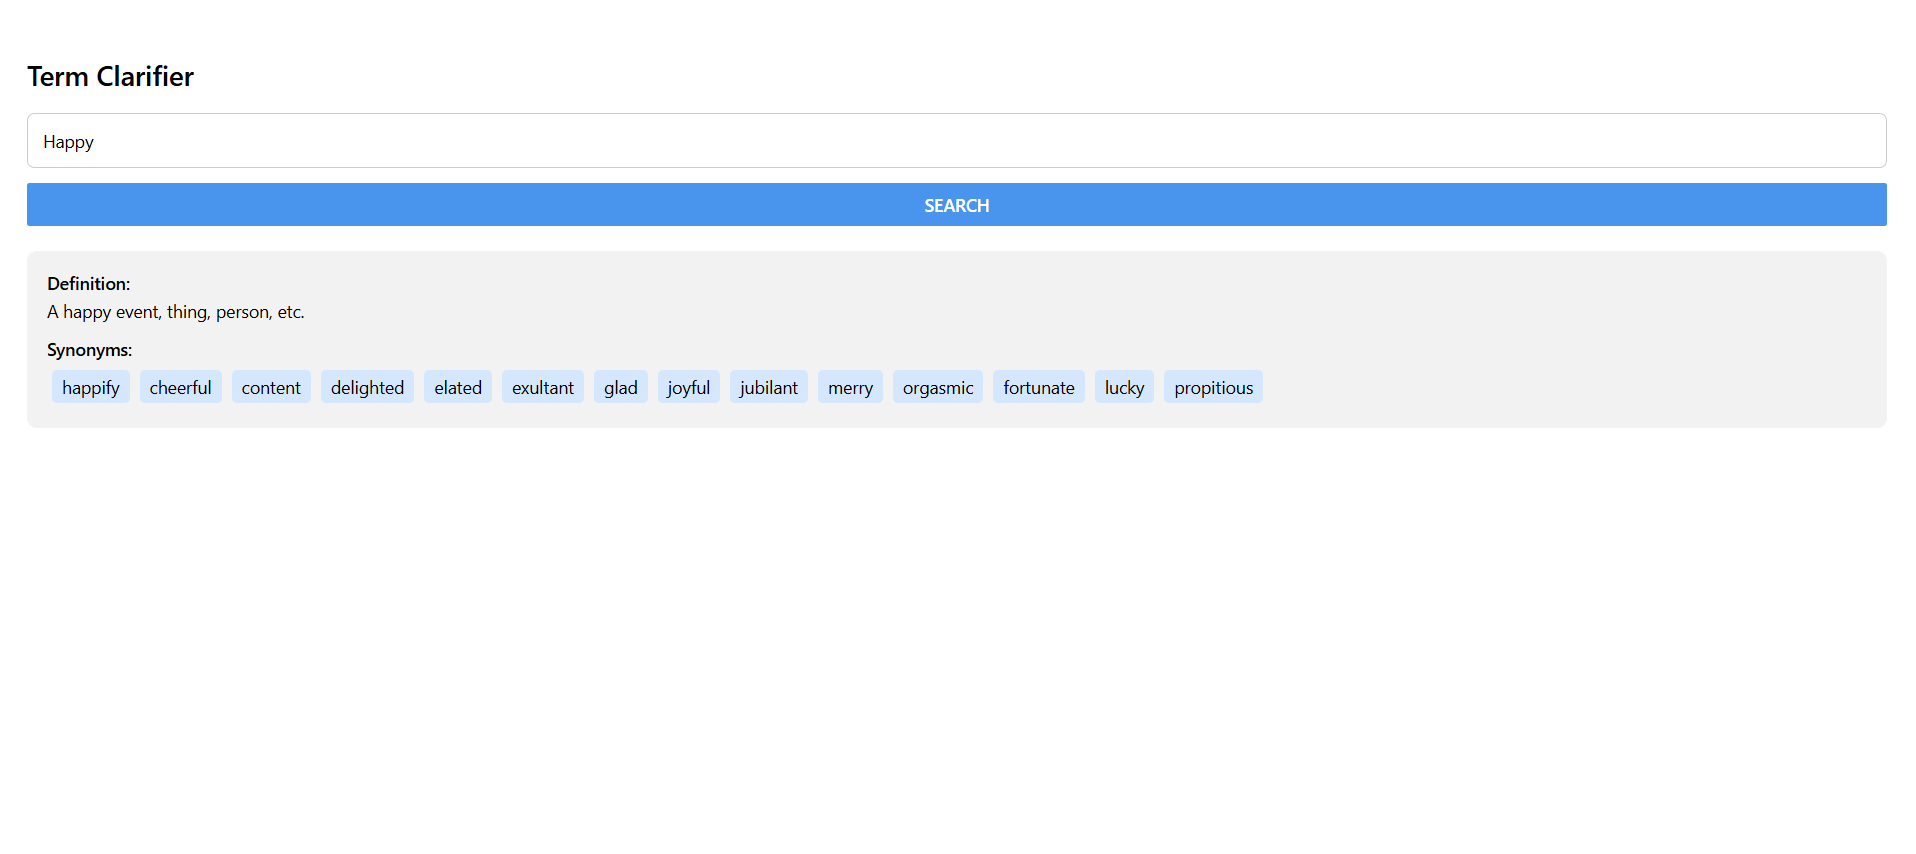 Term Clarifier
Happy
SEARCH
Definition:
A happy event, thing, person, etc.
Synonyms:
happify cheerful content delighted elated exultant glad joyful jubilant merry orgasmic fortunate lucky propitious